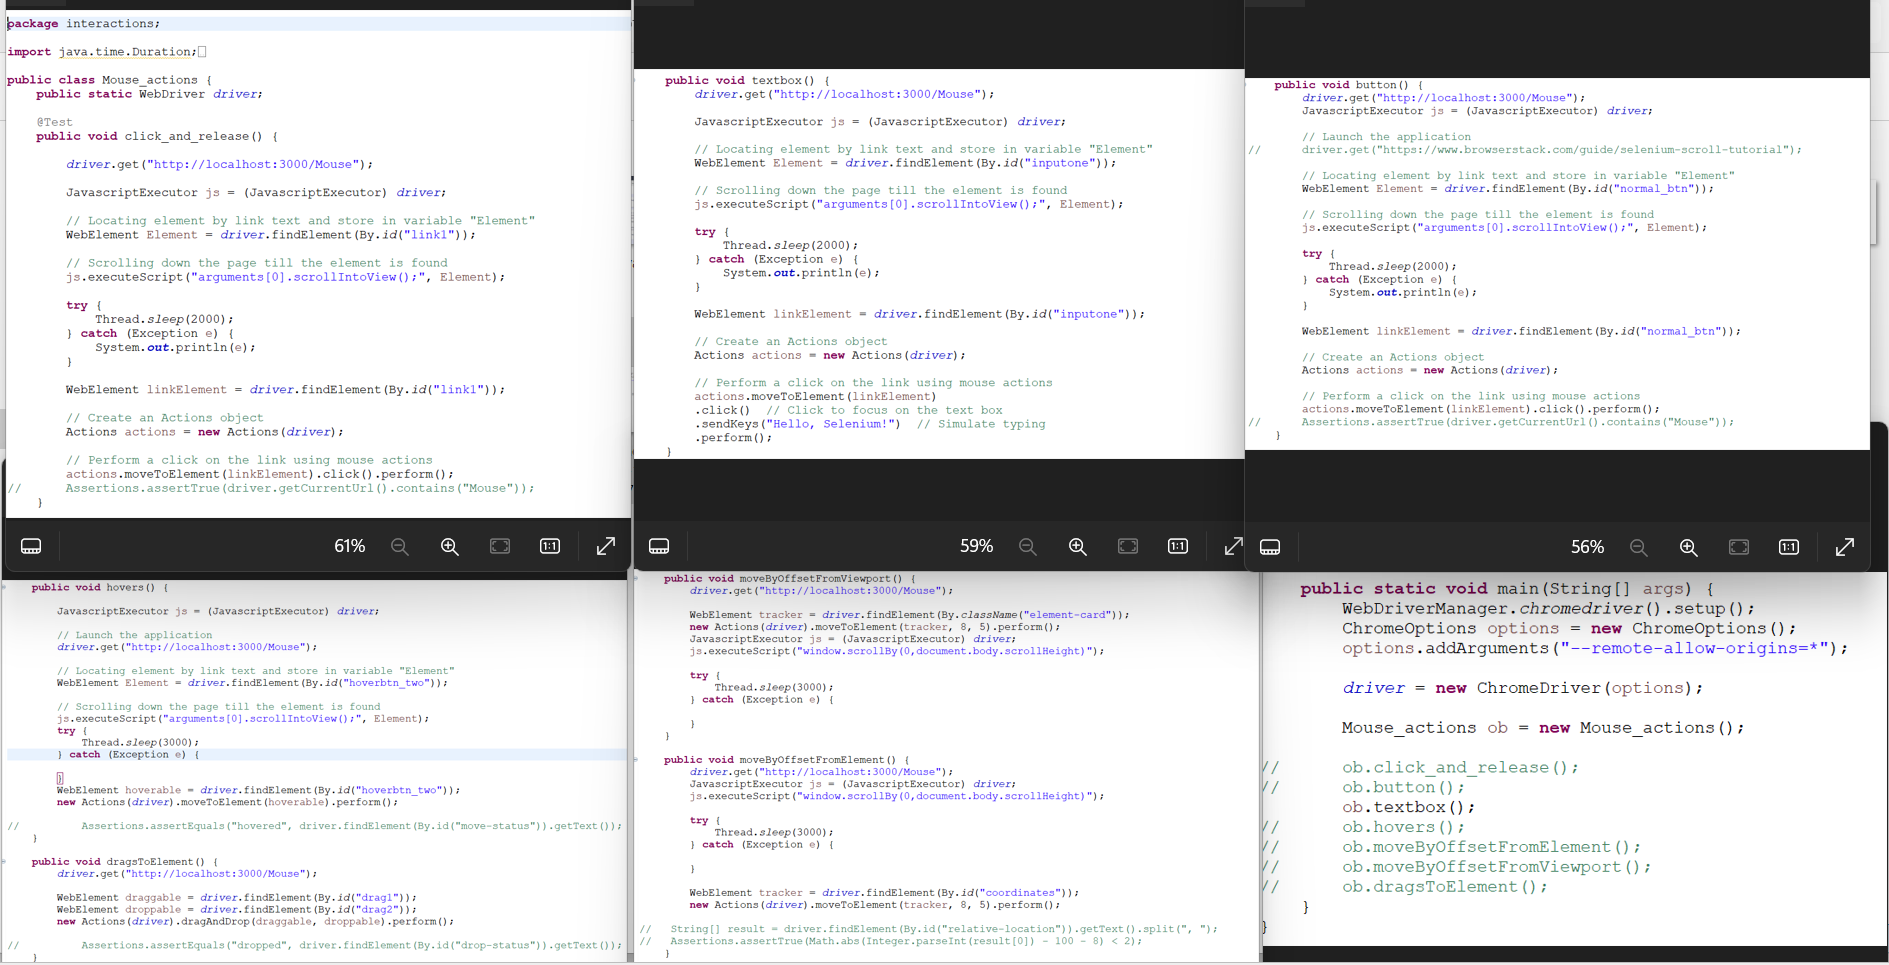 package interactions;
import java.time.Duration;
public class Mouse_actions {
public static WebDriver driver;
@Test
public void click_and_release() {
driver.get("http://localhost:3000/Mouse");
JavascriptExecutor js = (JavascriptExecutor) driver;
// Locating element by link text and store in variable "Element"
WebElement Element = driver.findElement(By.id("link1"));
// Scrolling down the page till the element is found
js.executeScript("arguments[0].scrollIntoView();", Element);
try {
Thread.sleep(2000);
} catch (Exception e) {
System.out.println(e);
}
WebElement linkElement = driver.findElement(By.id("link1"));
// Create an Actions object
Actions actions = new Actions(driver);
// Perform a click on the link using mouse actions
actions.moveToElement(linkElement).click().perform();
// Assertions.assertTrue(driver.getCurrentUrl().contains("Mouse"));
}
61%
public void textbox() {
driver.get("http://localhost:3000/Mouse");
JavascriptExecutor js = (JavascriptExecutor) driver;
// Locating element by link text and store in variable "Element"
WebElement Element = driver.findElement(By.id("inputone"));
// Scrolling down the page till the element is found
js.executeScript("arguments[0].scrollIntoView();", Element);
try {
Thread.sleep(2000);
} catch (Exception e) {
System.out.println(e);
}
WebElement linkElement = driver.findElement(By.id("inputone"));
// Create an Actions object
Actions actions = new Actions(driver);
// Perform a click on the link using mouse actions
actions.moveToElement(linkElement)
.click() // Click to focus on the text box
.sendKeys("Hello, Selenium!") // Simulate typing
.perform();
}
59%
public void button() {
driver.get("http://localhost:3000/Mouse");
JavascriptExecutor js = (JavascriptExecutor) driver;
// Launch the application
// driver.get("https://www.browserstack.com/guide/selenium-scroll-tutorial");
// Locating element by link text and store in variable "Element"
WebElement Element = driver.findElement(By.id("normal_btn"));
// Scrolling down the page till the element is found
js.executeScript("arguments[0].scrollIntoView();", Element);
try {
Thread.sleep(2000);
} catch (Exception e) {
System.out.println(e);
}
WebElement linkElement = driver.findElement(By.id("normal_btn"));
// Create an Actions object
Actions actions = new Actions(driver);
// Perform a click on the link using mouse actions
actions.moveToElement(linkElement).click().perform();
// Assertions.assertTrue(driver.getCurrentUrl().contains("Mouse"));
}
56%
public void hovers() {
JavascriptExecutor js = (JavascriptExecutor) driver;
// Launch the application
driver.get("http://localhost:3000/Mouse");
// Locating element by link text and store in variable "Element"
WebElement Element = driver.findElement(By.id("hoverbtn_two"));
// Scrolling down the page till the element is found
js.executeScript("arguments[0].scrollIntoView();", Element);
try {
Thread.sleep(3000);
} catch (Exception e) {
}
WebElement hoverable = driver.findElement(By.id("hoverbtn_two"));
new Actions(driver).moveToElement(hoverable).perform();
// Assertions.assertEquals("hovered", driver.findElement(By.id("move-status")).getText());
}
public void dragsToElement() {
driver.get("http://localhost:3000/Mouse");
WebElement draggable = driver.findElement(By.id("drag1"));
WebElement droppable = driver.findElement(By.id("drag2"));
new Actions(driver).dragAndDrop(draggable, droppable).perform();
// Assertions.assertEquals("dropped", driver.findElement(By.id("drop-status")).getText());
}
public void moveByOffsetFromViewport() {
driver.get("http://localhost:3000/Mouse");
WebElement tracker = driver.findElement(By.className("element-card"));
new Actions(driver).moveToElement(tracker, 8, 5).perform();
JavascriptExecutor js = (JavascriptExecutor) driver;
js.executeScript("window.scrollBy(0,document.body.scrollHeight)");
try {
Thread.sleep(3000);
} catch (Exception e) {
}
}
public void moveByOffsetFromElement() {
driver.get("http://localhost:3000/Mouse");
JavascriptExecutor js = (JavascriptExecutor) driver;
js.executeScript("window.scrollBy(0,document.body.scrollHeight)");
try {
Thread.sleep(3000);
} catch (Exception e) {
}
WebElement tracker = driver.findElement(By.id("coordinates"));
new Actions(driver).moveToElement(tracker, 8, 5).perform();
// String[] result = driver.findElement(By.id("relative-location")).getText().split(", ");
// Assertions.assertTrue(Math.abs(Integer.parseInt(result[0]) - 100 - 8) < 2);
}
public static void main(String[] args) {
WebDriverManager.chromedriver().setup();
ChromeOptions options = new ChromeOptions();
options.addArguments("--remote-allow-origins=*");
driver = new ChromeDriver(options);
Mouse_actions ob = new Mouse_actions();
// ob.click_and_release();
// ob.button();
ob.textbox();
// ob.hovers();
// ob.moveByOffsetFromElement();
// ob.moveByOffsetFromViewport();
// ob.dragsToElement();
}
}